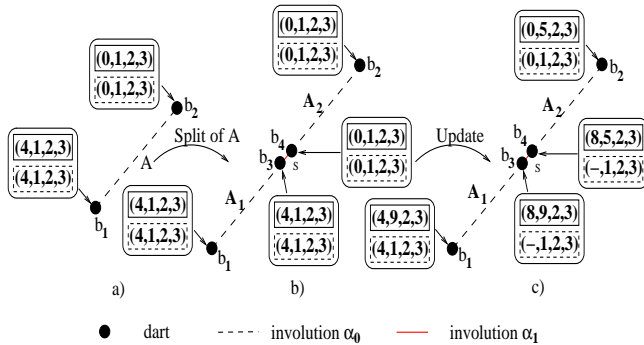 (0,1,2,3)
(0,1,2,3)
b2
(4,1,2,3)
(4,1,2,3)
A
b1
a)
Split of A
(0,1,2,3)
(0,1,2,3)
b2
A2
b4
b3
s
(0,1,2,3)
(0,1,2,3)
A1
(4,1,2,3)
(4,1,2,3)
(4,1,2,3)
(4,1,2,3)
b1
b)
Update
(0,5,2,3)
(0,1,2,3)
b2
A2
b4
b3
s
(8,5,2,3)
(-,1,2,3)
A1
(4,9,2,3)
(4,1,2,3)
(8,9,2,3)
(-,1,2,3)
b1
c)
dart
involution α0
involution α1